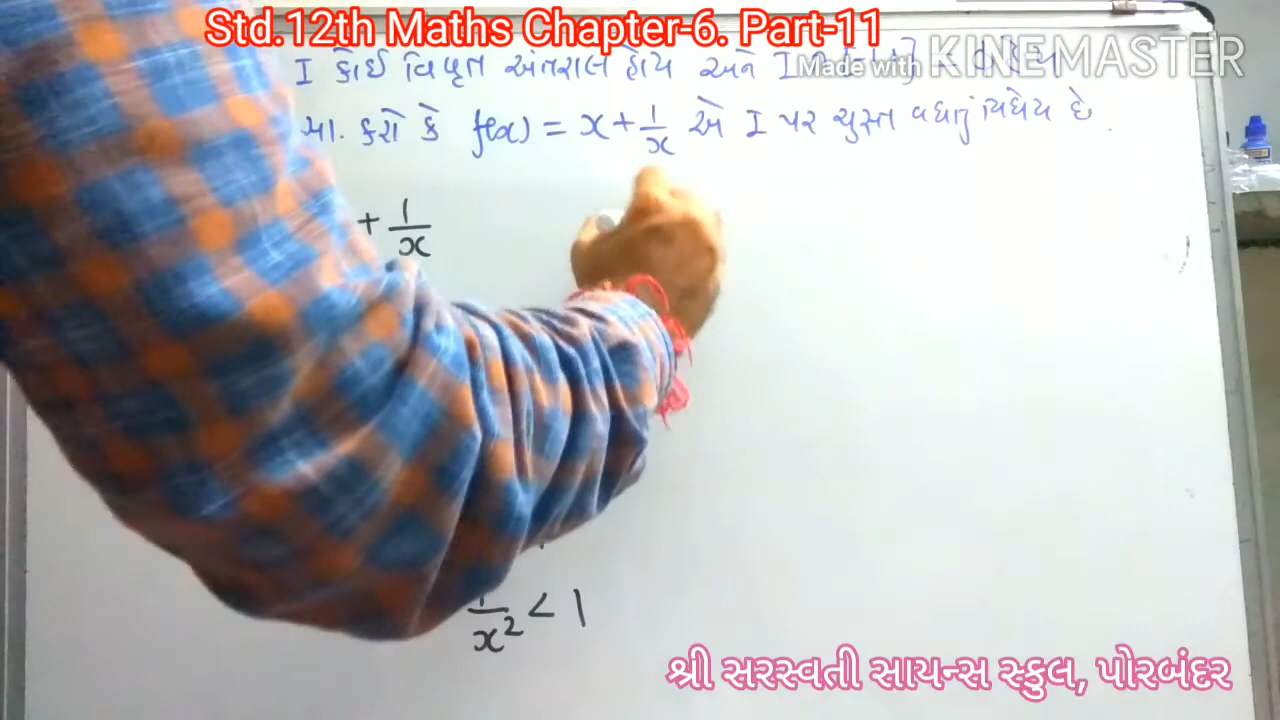 Std.12th Maths Chapter-6. Part-11
Made with KINEMASTER
I કોઈ વિવૃત અંતરાલ હોય અને I
સા. કરો કે f(x) = x + 1/x એ I પર ચુસ્ત વધતું વિધેય છે.
+ 1/x
1/x² < 1
શ્રી સરસ્વતી સાયન્સ સ્કુલ, પોરબંદર